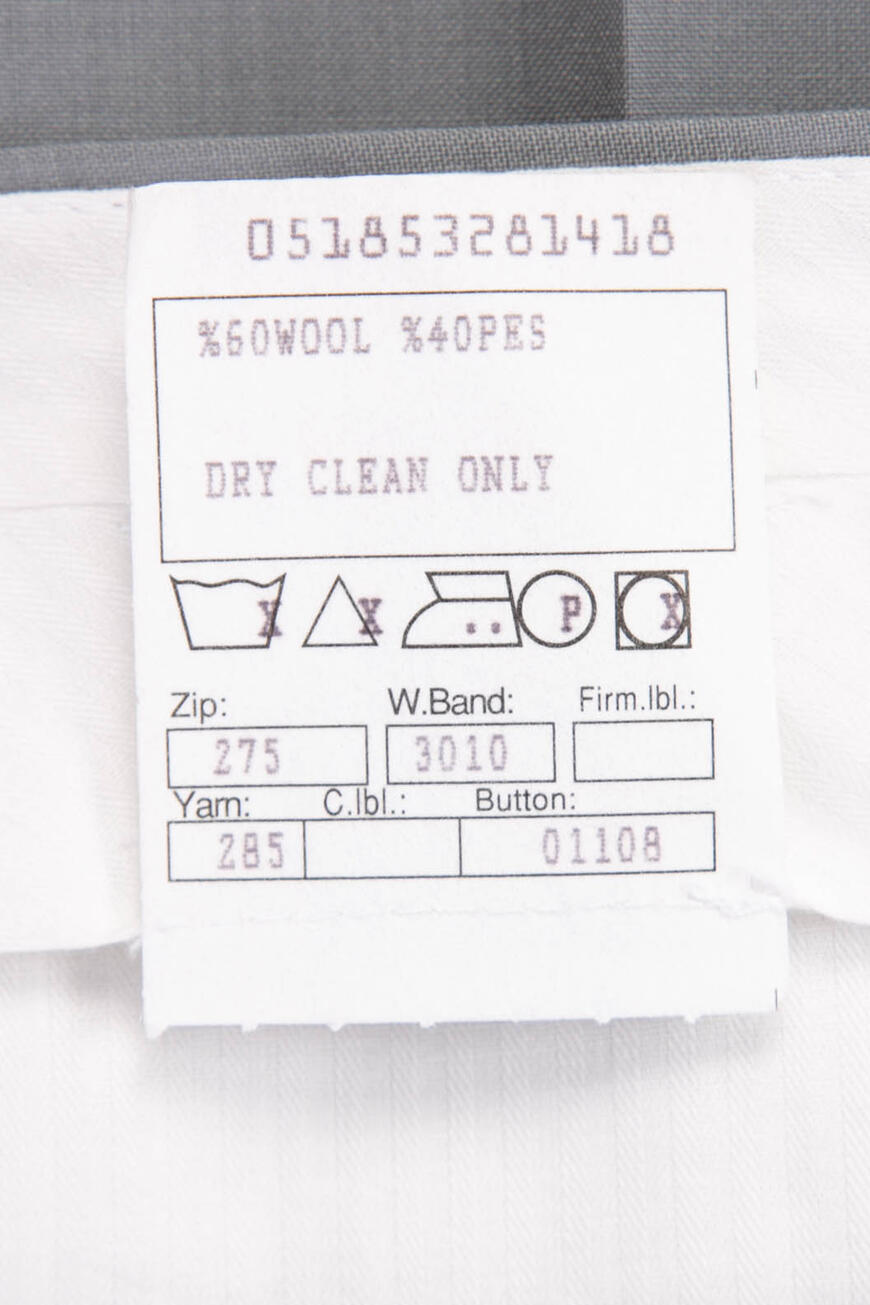 051853281418
%60WOOL %40PES
DRY CLEAN ONLY
X X .. P X
Zip: W.Band: Firm.lbl.:
275 3010
Yarn: C.lbl.: Button:
285 01108